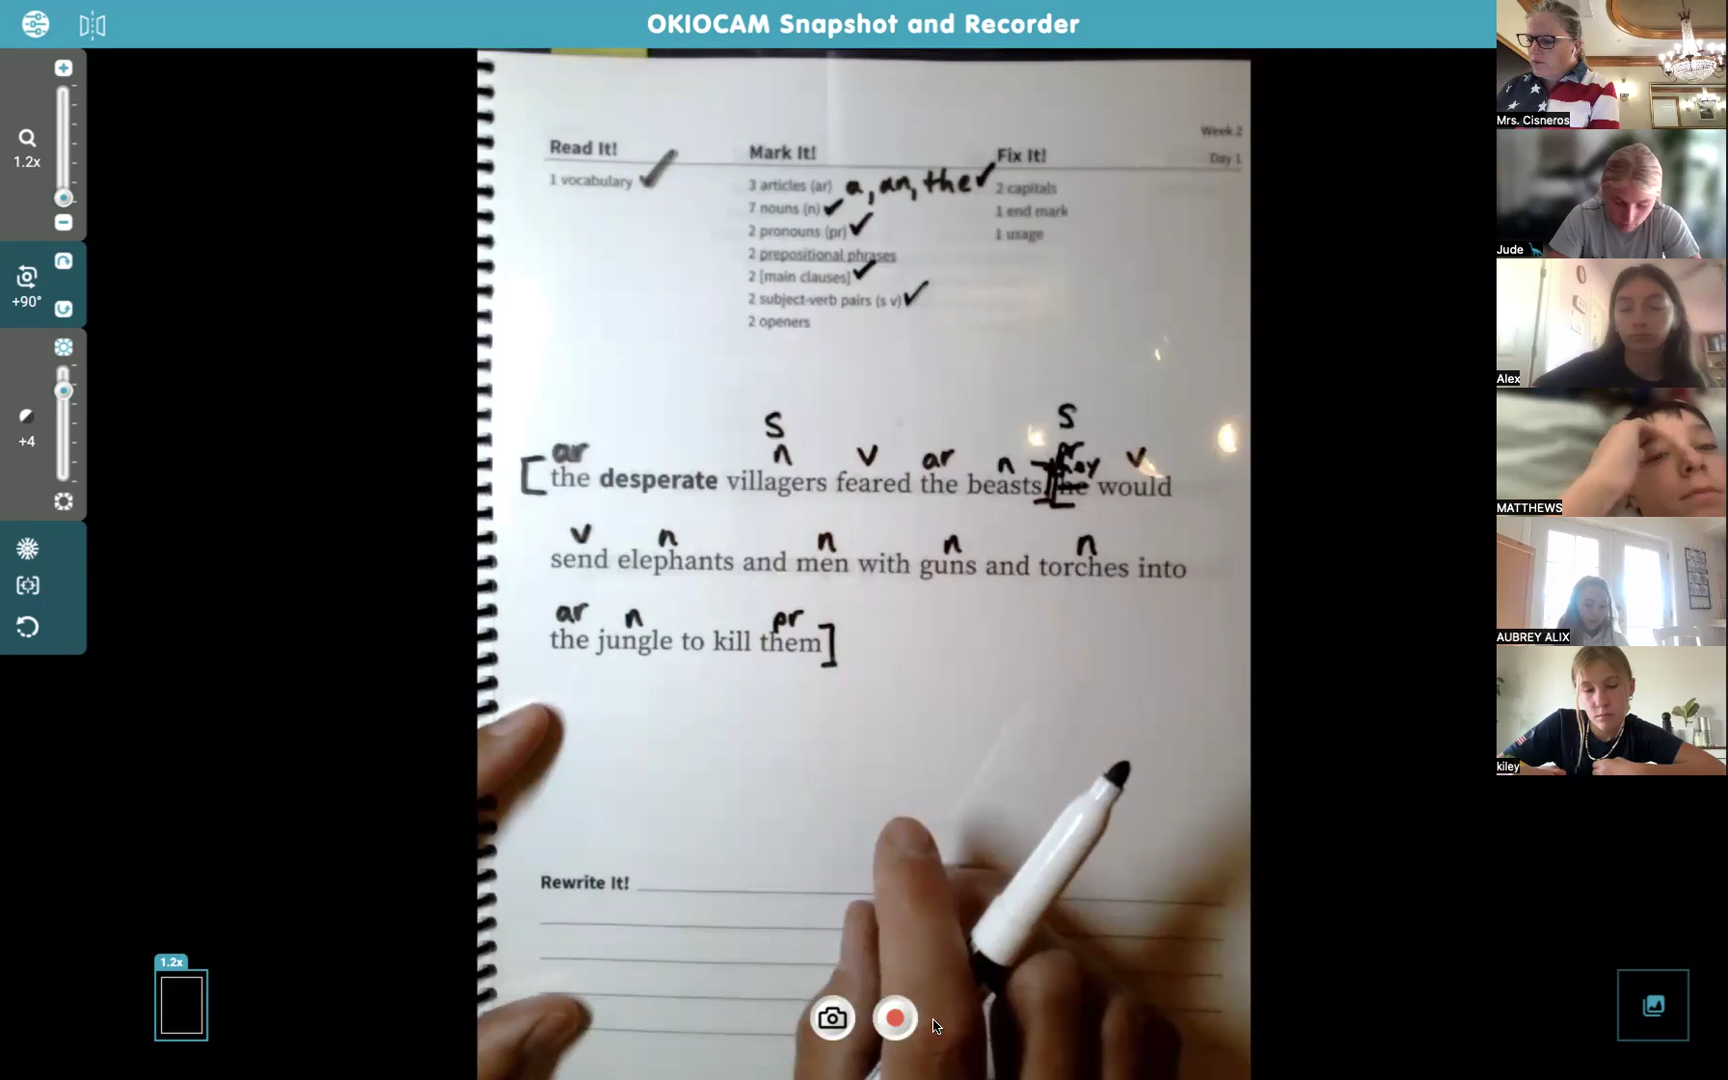 OKIOCAM Snapshot and Recorder
1.2x
+90°
+4
1.2x
Week 2
Day 1
Read It!
1 vocabulary ✓
Mark It!
3 articles (ar) a, an, the ✓
7 nouns (n) ✓
2 pronouns (pr) ✓
2 prepositional phrases
2 [main clauses] ✓
2 subject-verb pairs (s v) ✓
2 openers
Fix It!
2 capitals
1 end mark
1 usage
S S
ar n v ar n pr v
they
[the desperate villagers feared the beasts] [he would
v n n n n
send elephants and men with guns and torches into
ar n pr
the jungle to kill them]
Rewrite It!
Mrs. Cisneros
Jude
Alex
MATTHEWS
AUBREY ALIX
kiley